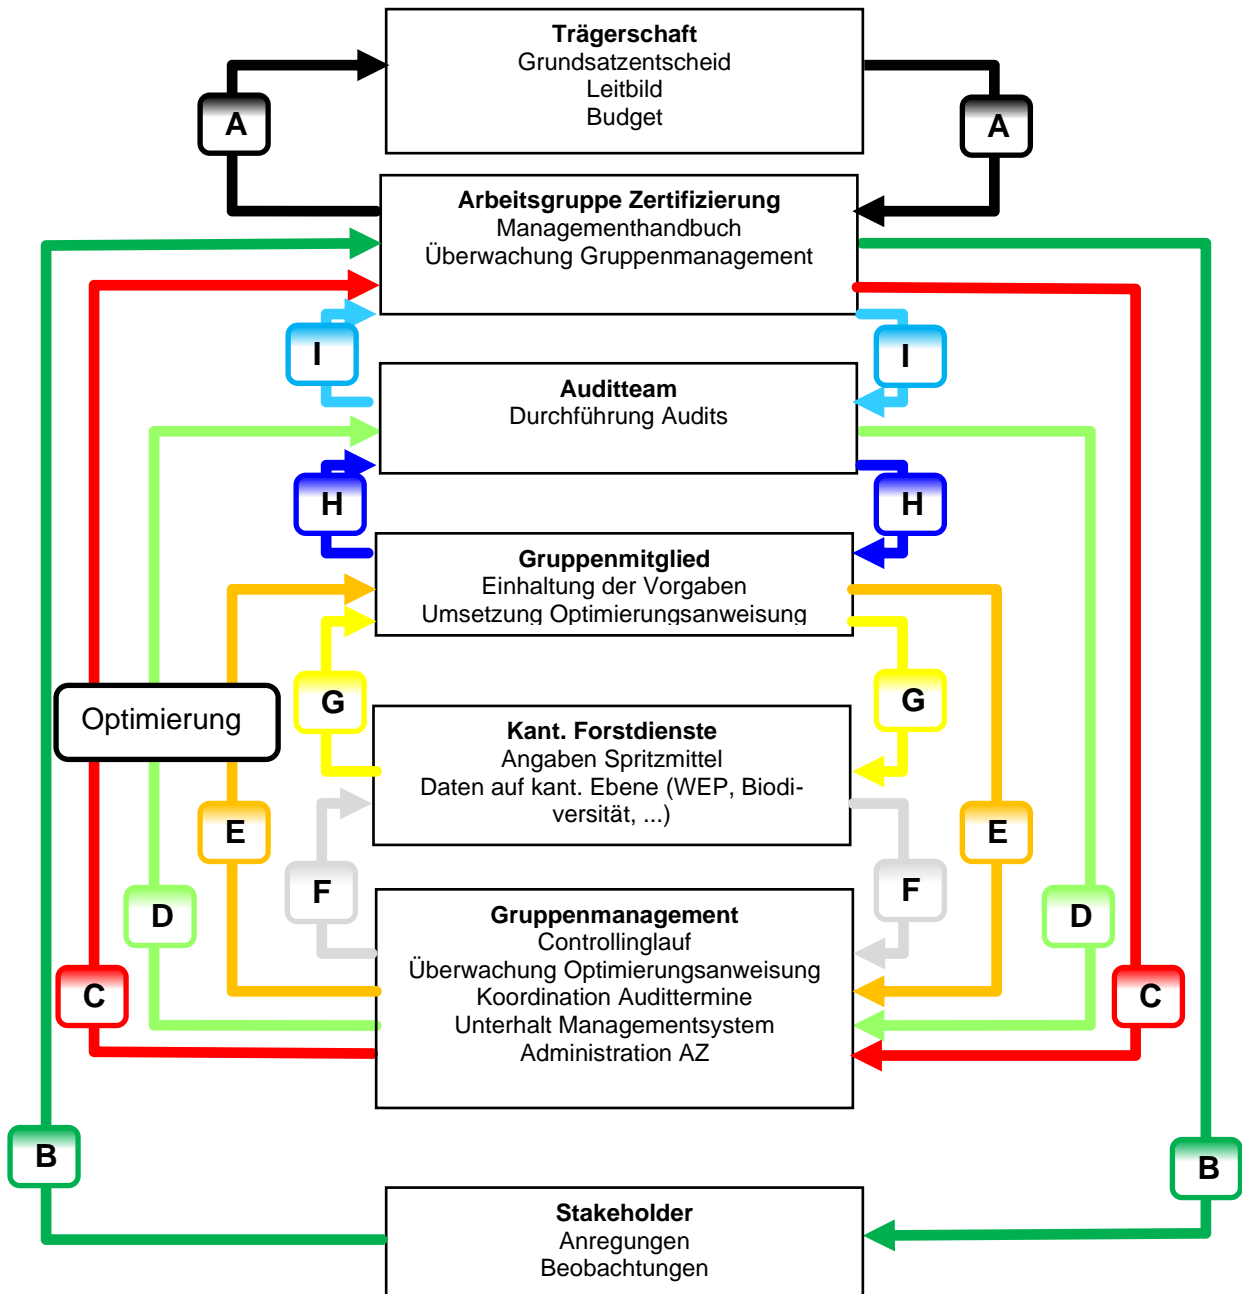 Trägerschaft
Grundsatzentscheid
Leitbild
Budget
A
A
Arbeitsgruppe Zertifizierung
Managementhandbuch
Überwachung Gruppenmanagement
I
I
Auditteam
Durchführung Audits
H
H
Gruppenmitglied
Einhaltung der Vorgaben
Umsetzung Optimierungsanweisung
G
G
Optimierung
Kant. Forstdienste
Angaben Spritzmittel
Daten auf kant. Ebene (WEP, Biodi-
versität, ...)
E
E
F
F
D
D
Gruppenmanagement
Controllinglauf
Überwachung Optimierungsanweisung
Koordination Audittermine
Unterhalt Managementsystem
Administration AZ
C
C
B
B
Stakeholder
Anregungen
Beobachtungen